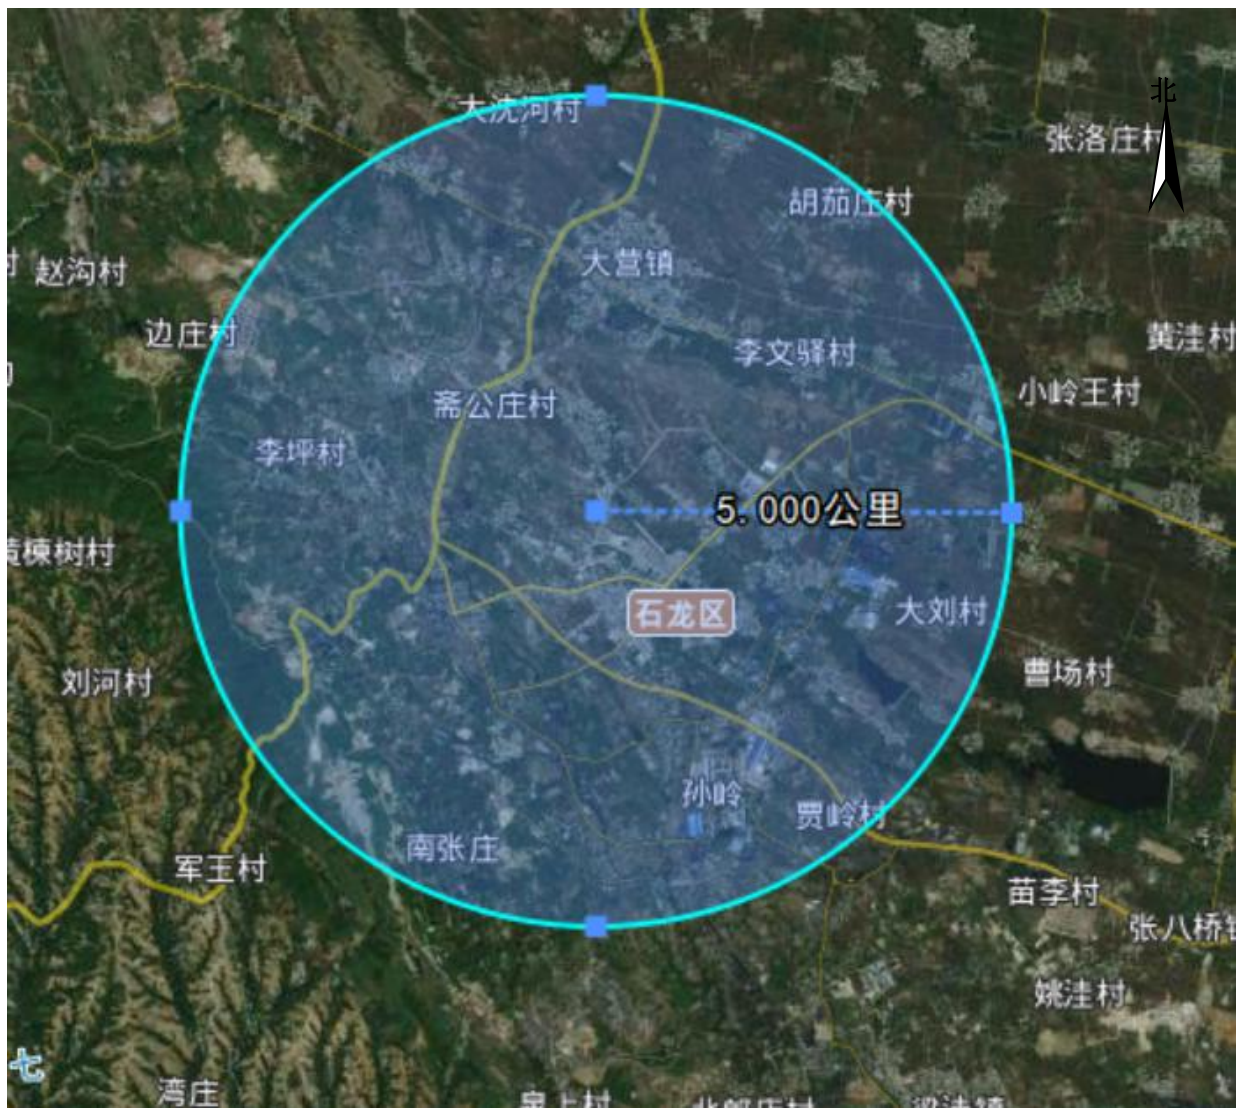 北
大沈河村
张洛庄村
胡茄庄村
村
赵沟村
大营镇
边庄村
李文驿村
黄洼村
小岭王村
斋公庄村
李坪村
5.000公里
黄楝树村
石龙区
大刘村
刘河村
曹场村
孙岭
贾岭村
南张庄
军王村
苗李村
张八桥镇
姚洼村
七
湾庄